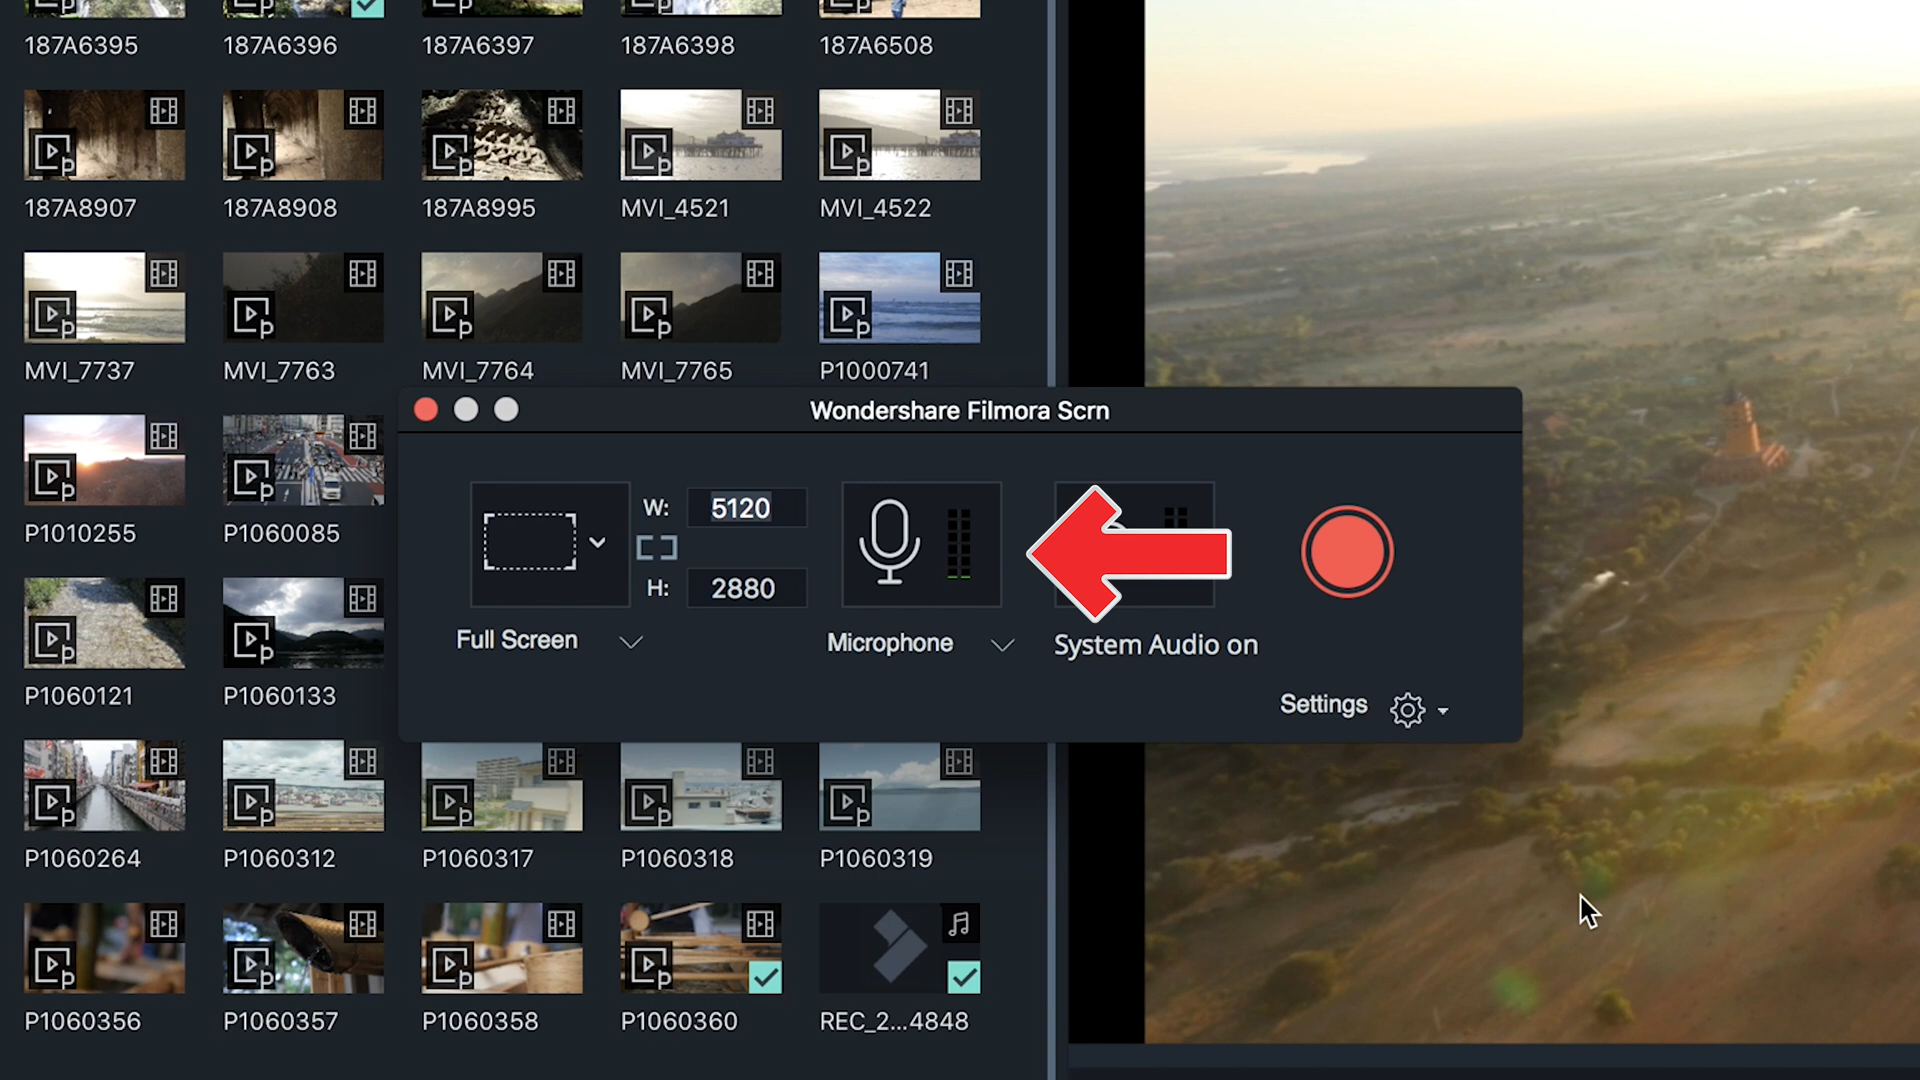 187A6395 187A6396 187A6397 187A6398 187A6508
187A8907 187A8908 187A8995 MVI_4521 MVI_4522
MVI_7737 MVI_7763 MVI_7764 MVI_7765 P1000741
Wondershare Filmora Scrn
P1010255 P1060085
W: 5120
H: 2880
Full Screen Microphone System Audio on
Settings
P1060121 P1060133
P1060264 P1060312 P1060317 P1060318 P1060319
P1060356 P1060357 P1060358 P1060360 REC_2...4848